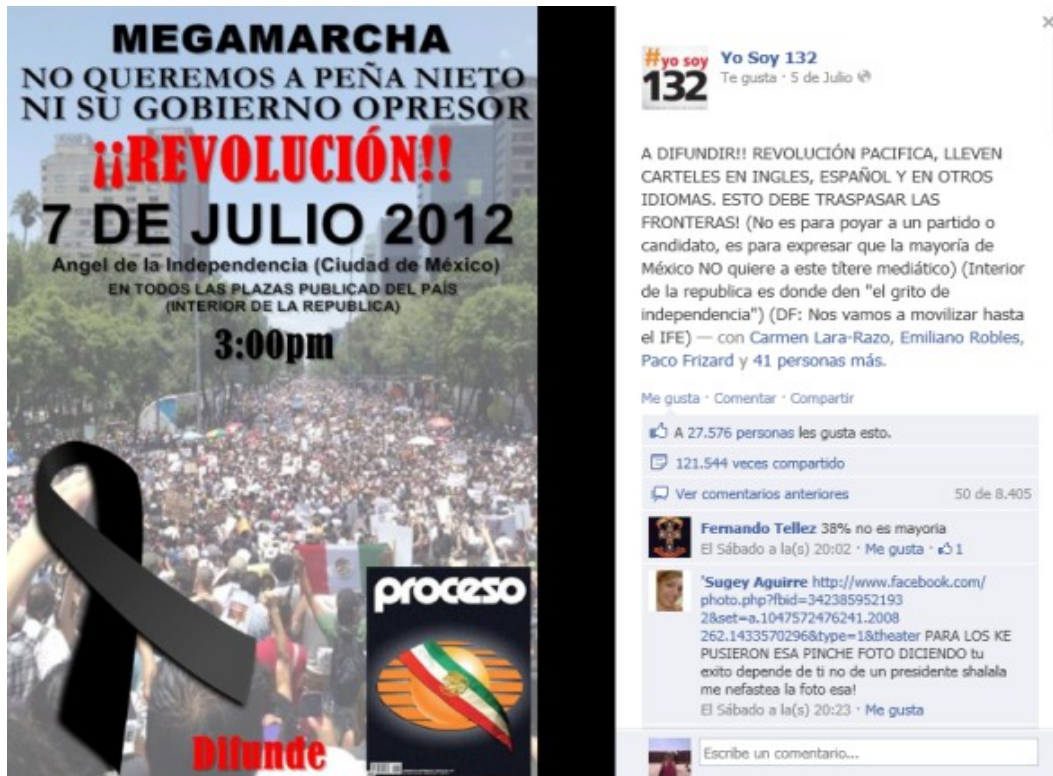 MEGAMARCHA
NO QUEREMOS A PEÑA NIETO
NI SU GOBIERNO OPRESOR
¡¡REVOLUCIÓN!!
7 DE JULIO 2012
Angel de la Independencia (Ciudad de México)
EN TODOS LAS PLAZAS PUBLICAD DEL PAÍS
(INTERIOR DE LA REPUBLICA)
3:00pm
proceso
Difunde
#yo soy
132
Yo Soy 132
Te gusta · 5 de Julio
A DIFUNDIR!! REVOLUCIÓN PACIFICA, LLEVEN
CARTELES EN INGLES, ESPAÑOL Y EN OTROS
IDIOMAS. ESTO DEBE TRASPASAR LAS
FRONTERAS! (No es para poyar a un partido o
candidato, es para expresar que la mayoría de
México NO quiere a este títere mediático) (Interior
de la republica es donde den "el grito de
independencia") (DF: Nos vamos a movilizar hasta
el IFE) — con Carmen Lara-Razo, Emiliano Robles,
Paco Frizard y 41 personas más.
Me gusta · Comentar · Compartir
A 27.576 personas les gusta esto.
121.544 veces compartido
Ver comentarios anteriores 50 de 8.405
Fernando Tellez 38% no es mayoria
El Sábado a la(s) 20:02 · Me gusta · 1
'Sugey Aguirre http://www.facebook.com/
photo.php?fbid=342385952193
2&set=a.1047572476241.2008
262.1433570296&type=1&theater PARA LOS KE
PUSIERON ESA PINCHE FOTO DICIENDO tu
exito depende de ti no de un presidente shalala
me nefastea la foto esa!
El Sábado a la(s) 20:23 · Me gusta
Escribe un comentario...